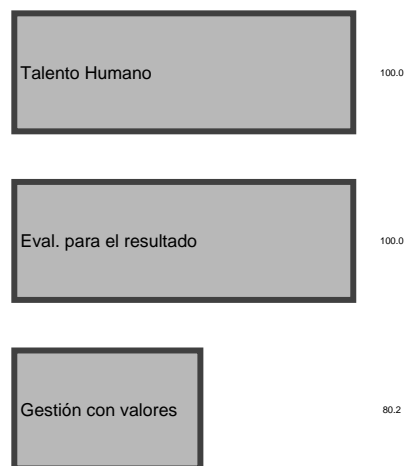 Talento Humano 100.0
Eval. para el resultado 100.0
Gestión con valores 80.2